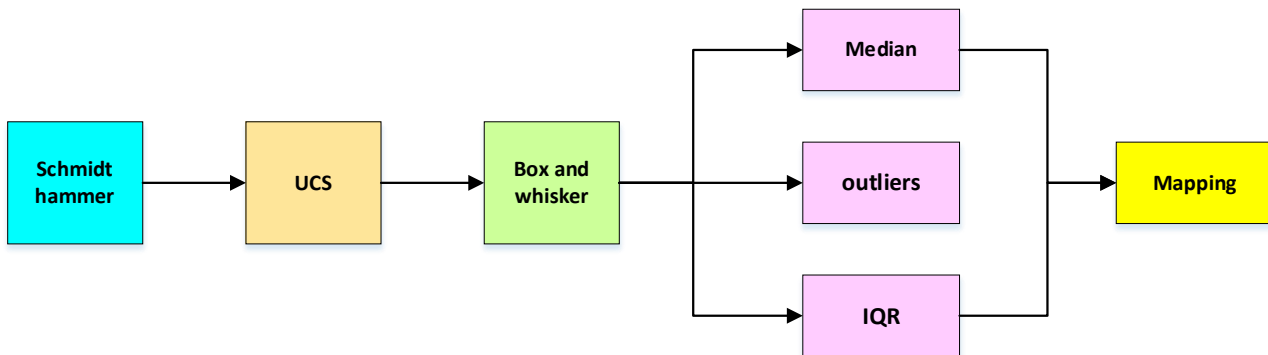 Schmidt
hammer
UCS
Box and
whisker
Median
outliers
IQR
Mapping